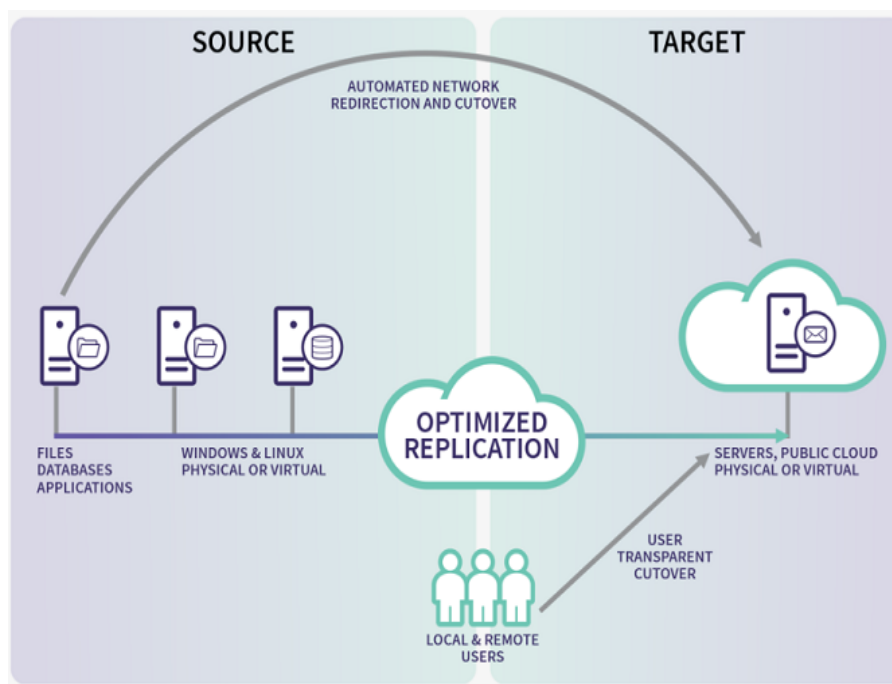 SOURCE
TARGET
AUTOMATED NETWORK
REDIRECTION AND CUTOVER
OPTIMIZED
REPLICATION
FILES
DATABASES
APPLICATIONS
WINDOWS & LINUX
PHYSICAL OR VIRTUAL
SERVERS, PUBLIC CLOUD
PHYSICAL OR VIRTUAL
USER
TRANSPARENT
CUTOVER
LOCAL & REMOTE
USERS